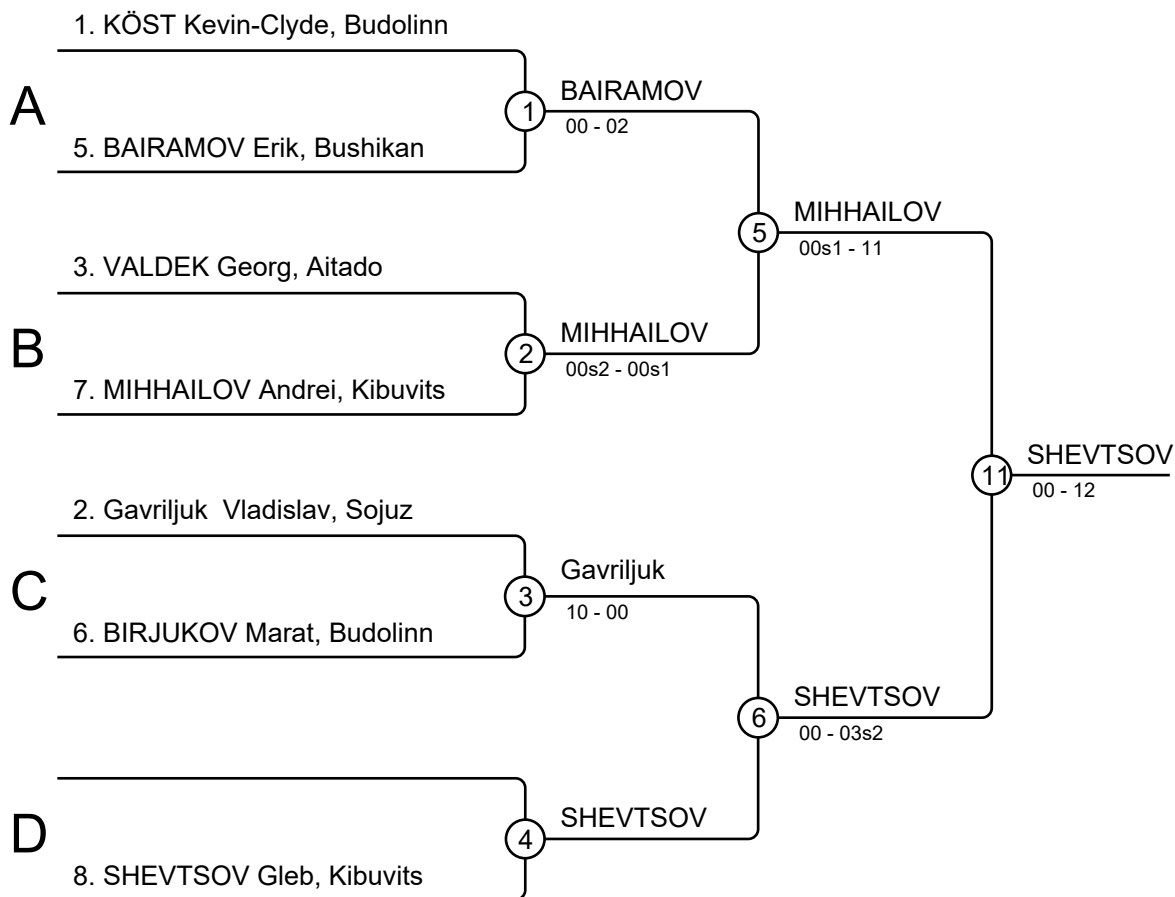 1. KÖST Kevin-Clyde, Budolinn
A
1
BAIRAMOV
00 - 02
5. BAIRAMOV Erik, Bushikan
5
MIHHAILOV
00s1 - 11
3. VALDEK Georg, Aitado
B
2
MIHHAILOV
00s2 - 00s1
7. MIHHAILOV Andrei, Kibuvits
11
SHEVTSOV
00 - 12
2. Gavriljuk  Vladislav, Sojuz
C
3
Gavriljuk
10 - 00
6. BIRJUKOV Marat, Budolinn
6
SHEVTSOV
00 - 03s2
D
4
SHEVTSOV
8. SHEVTSOV Gleb, Kibuvits